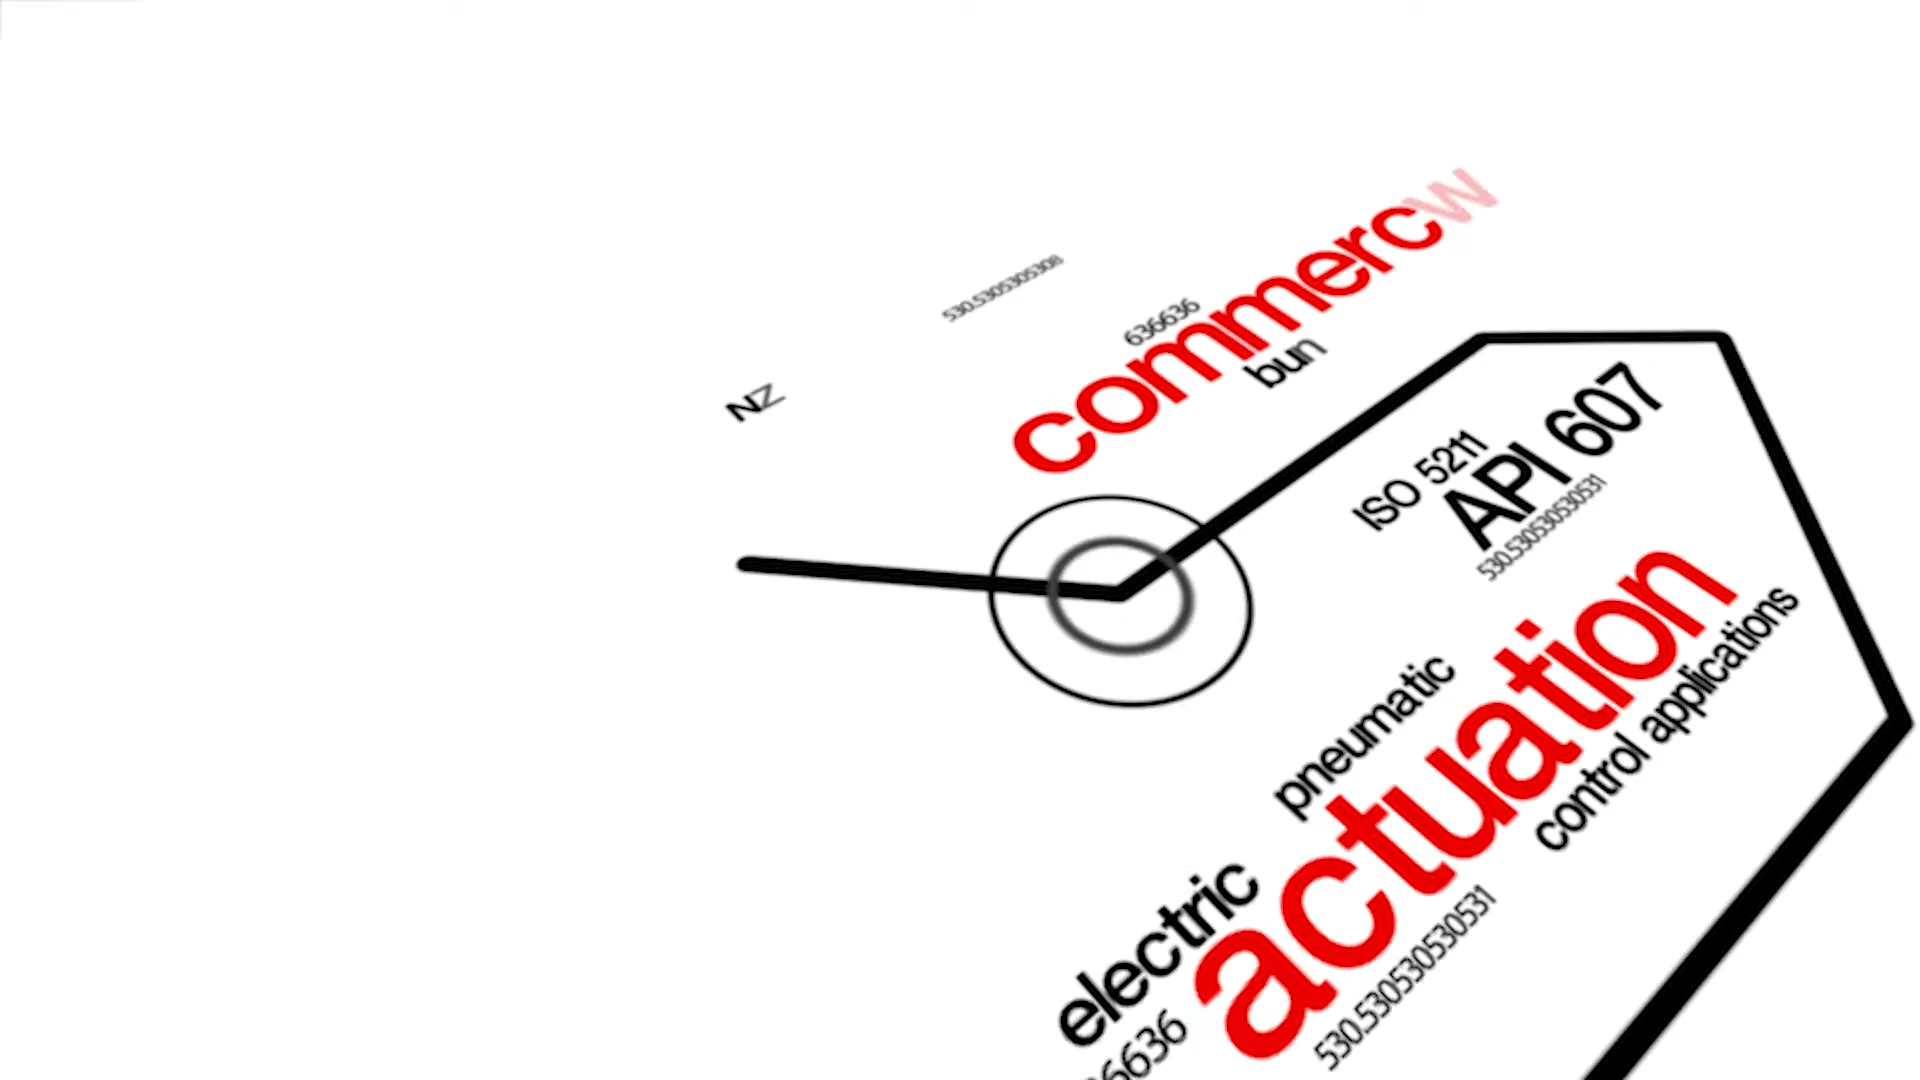 530.5305305308
636636
commercw
bun
NZ
ISO 5211
API 607
530.530530530531
pneumatic
actuation
control applications
electric
530.530530530531
6636